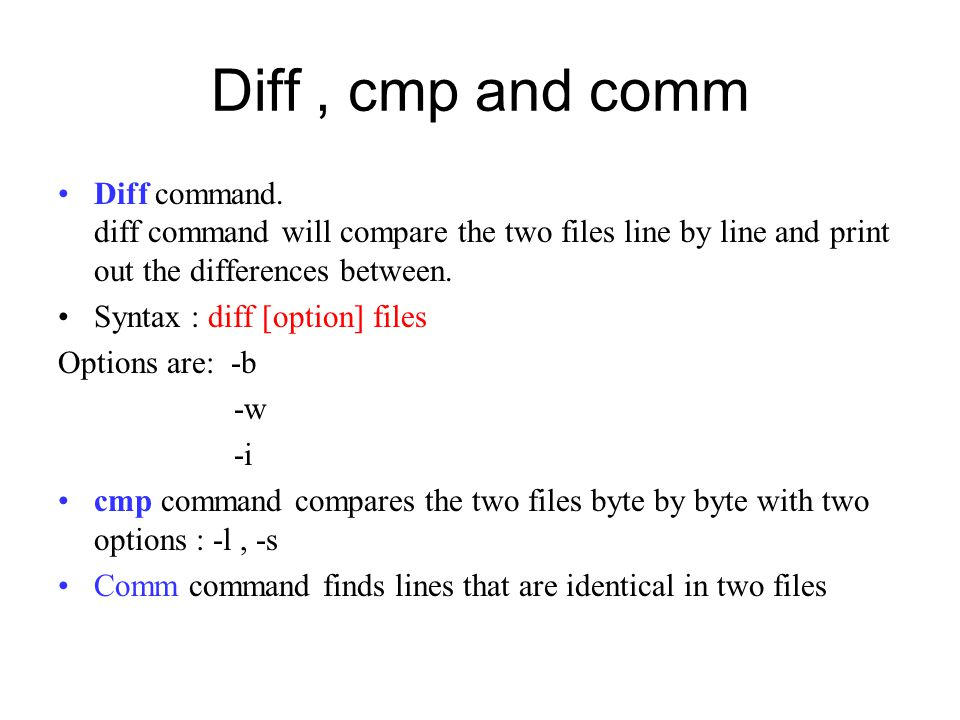 Diff , cmp and comm
• Diff command.
diff command will compare the two files line by line and print
out the differences between.
• Syntax : diff [option] files
Options are: -b
-w
-i
• cmp command compares the two files byte by byte with two
options : -l , -s
• Comm command finds lines that are identical in two files